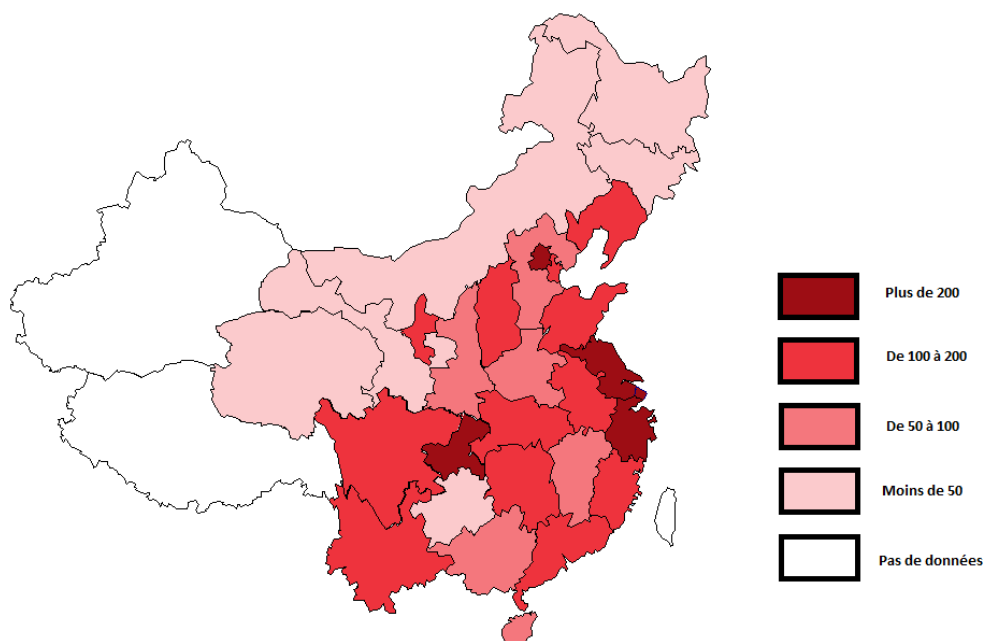 Plus de 200
De 100 à 200
De 50 à 100
Moins de 50
Pas de données